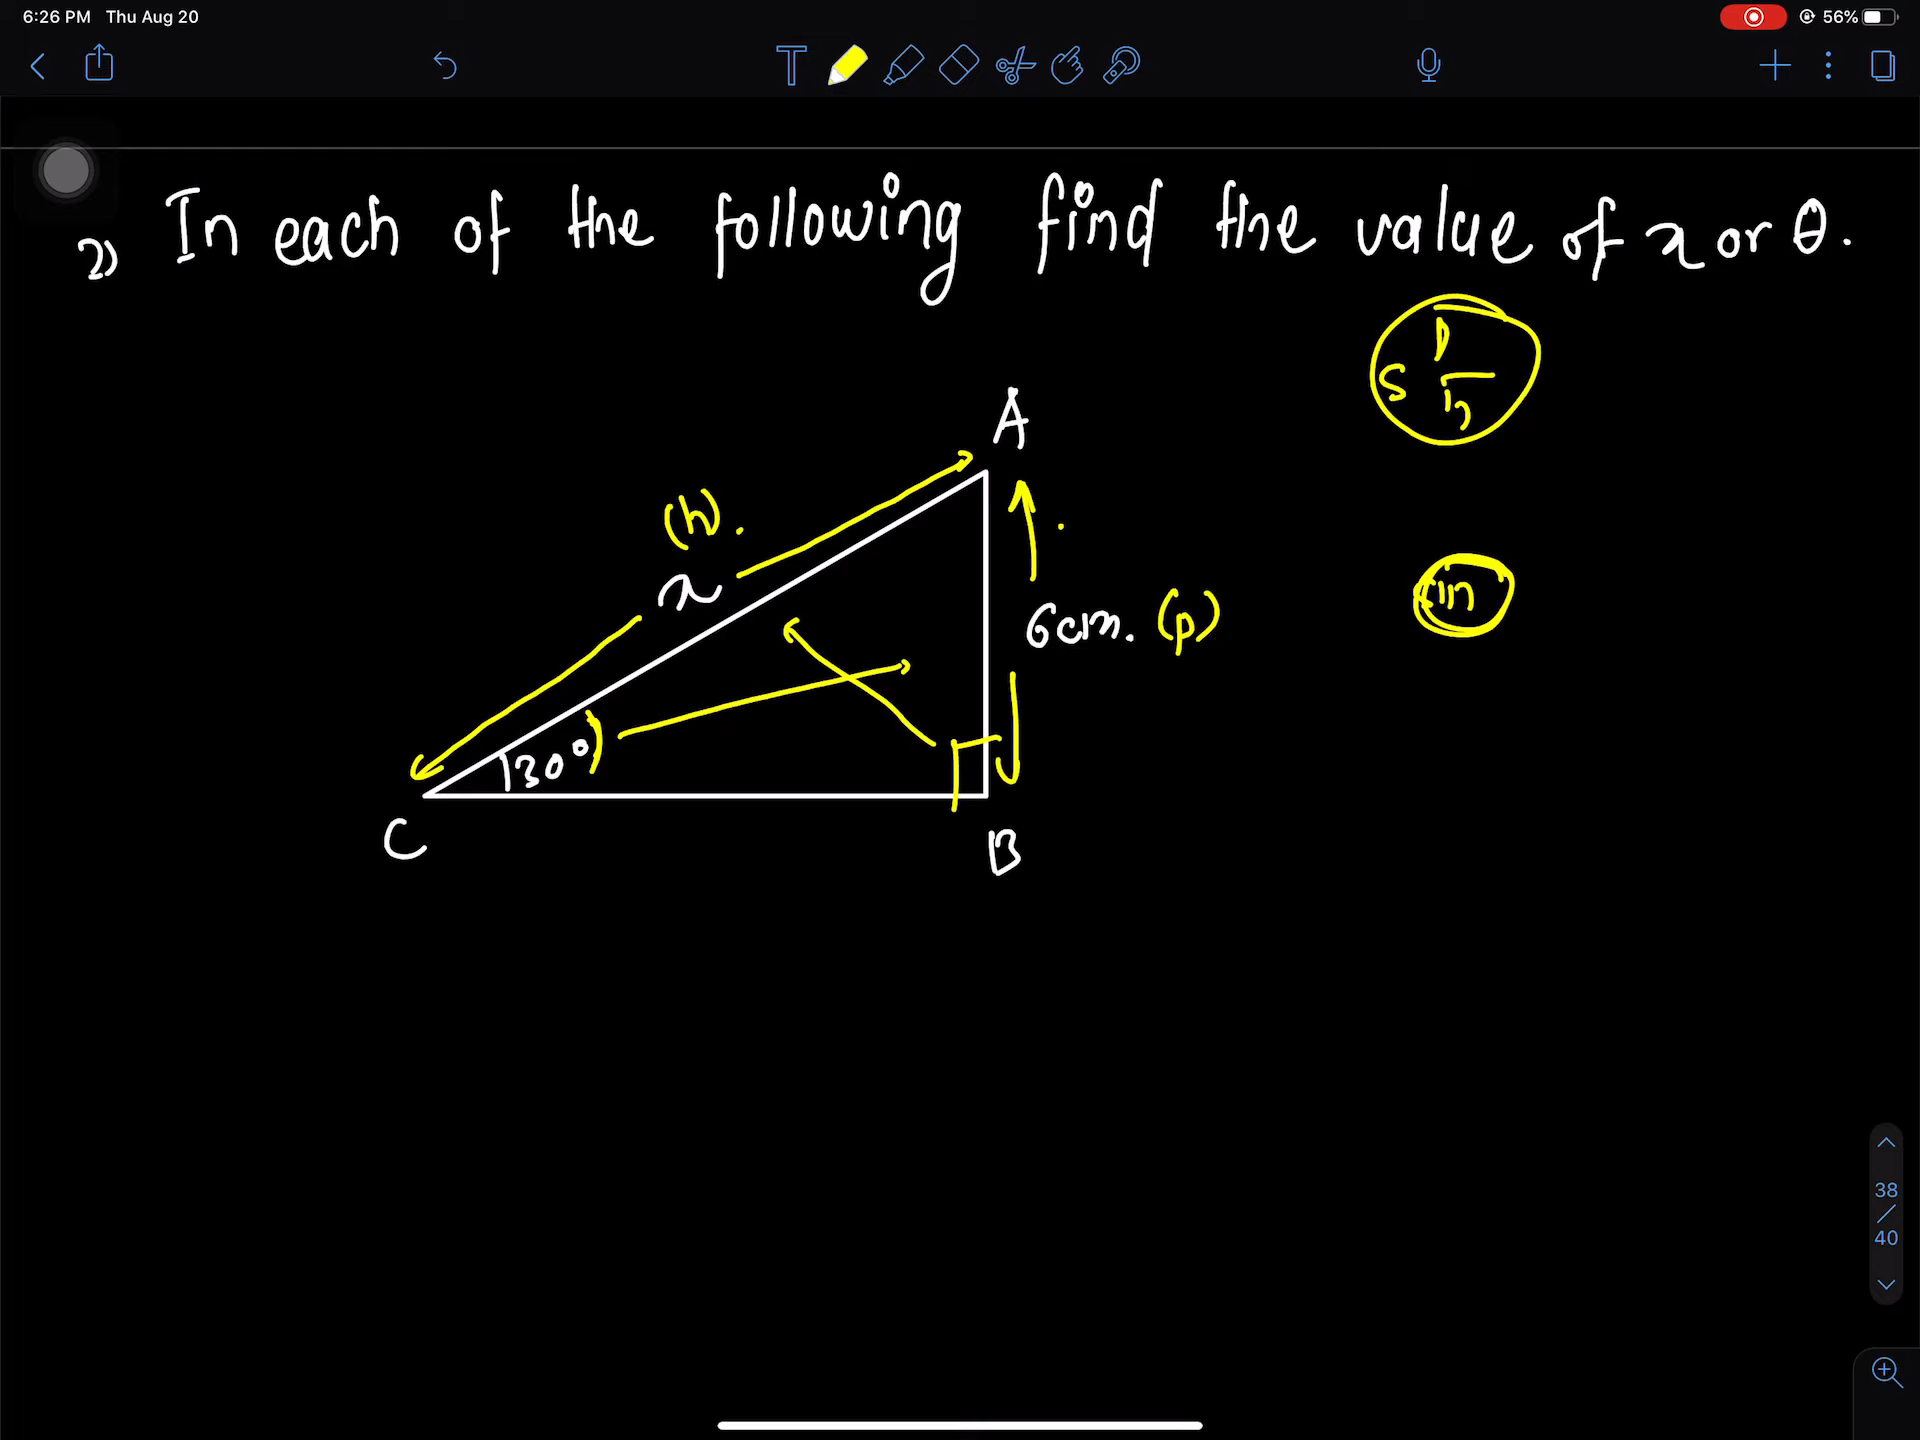 6:26 PM Thu Aug 20
56%
T
2) In each of the following find the value of x or θ.
p
S
h
A
(h).
x
6cm. (p)
sin
30°
C
B
38
/
40